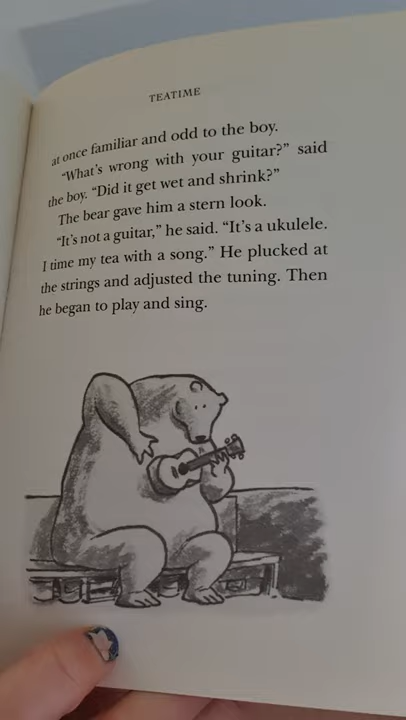 TEATIME
at once familiar and odd to the boy.
"What's wrong with your guitar?" said
the boy. "Did it get wet and shrink?"
The bear gave him a stern look.
"It's not a guitar," he said. "It's a ukulele.
I time my tea with a song." He plucked at
the strings and adjusted the tuning. Then
he began to play and sing.